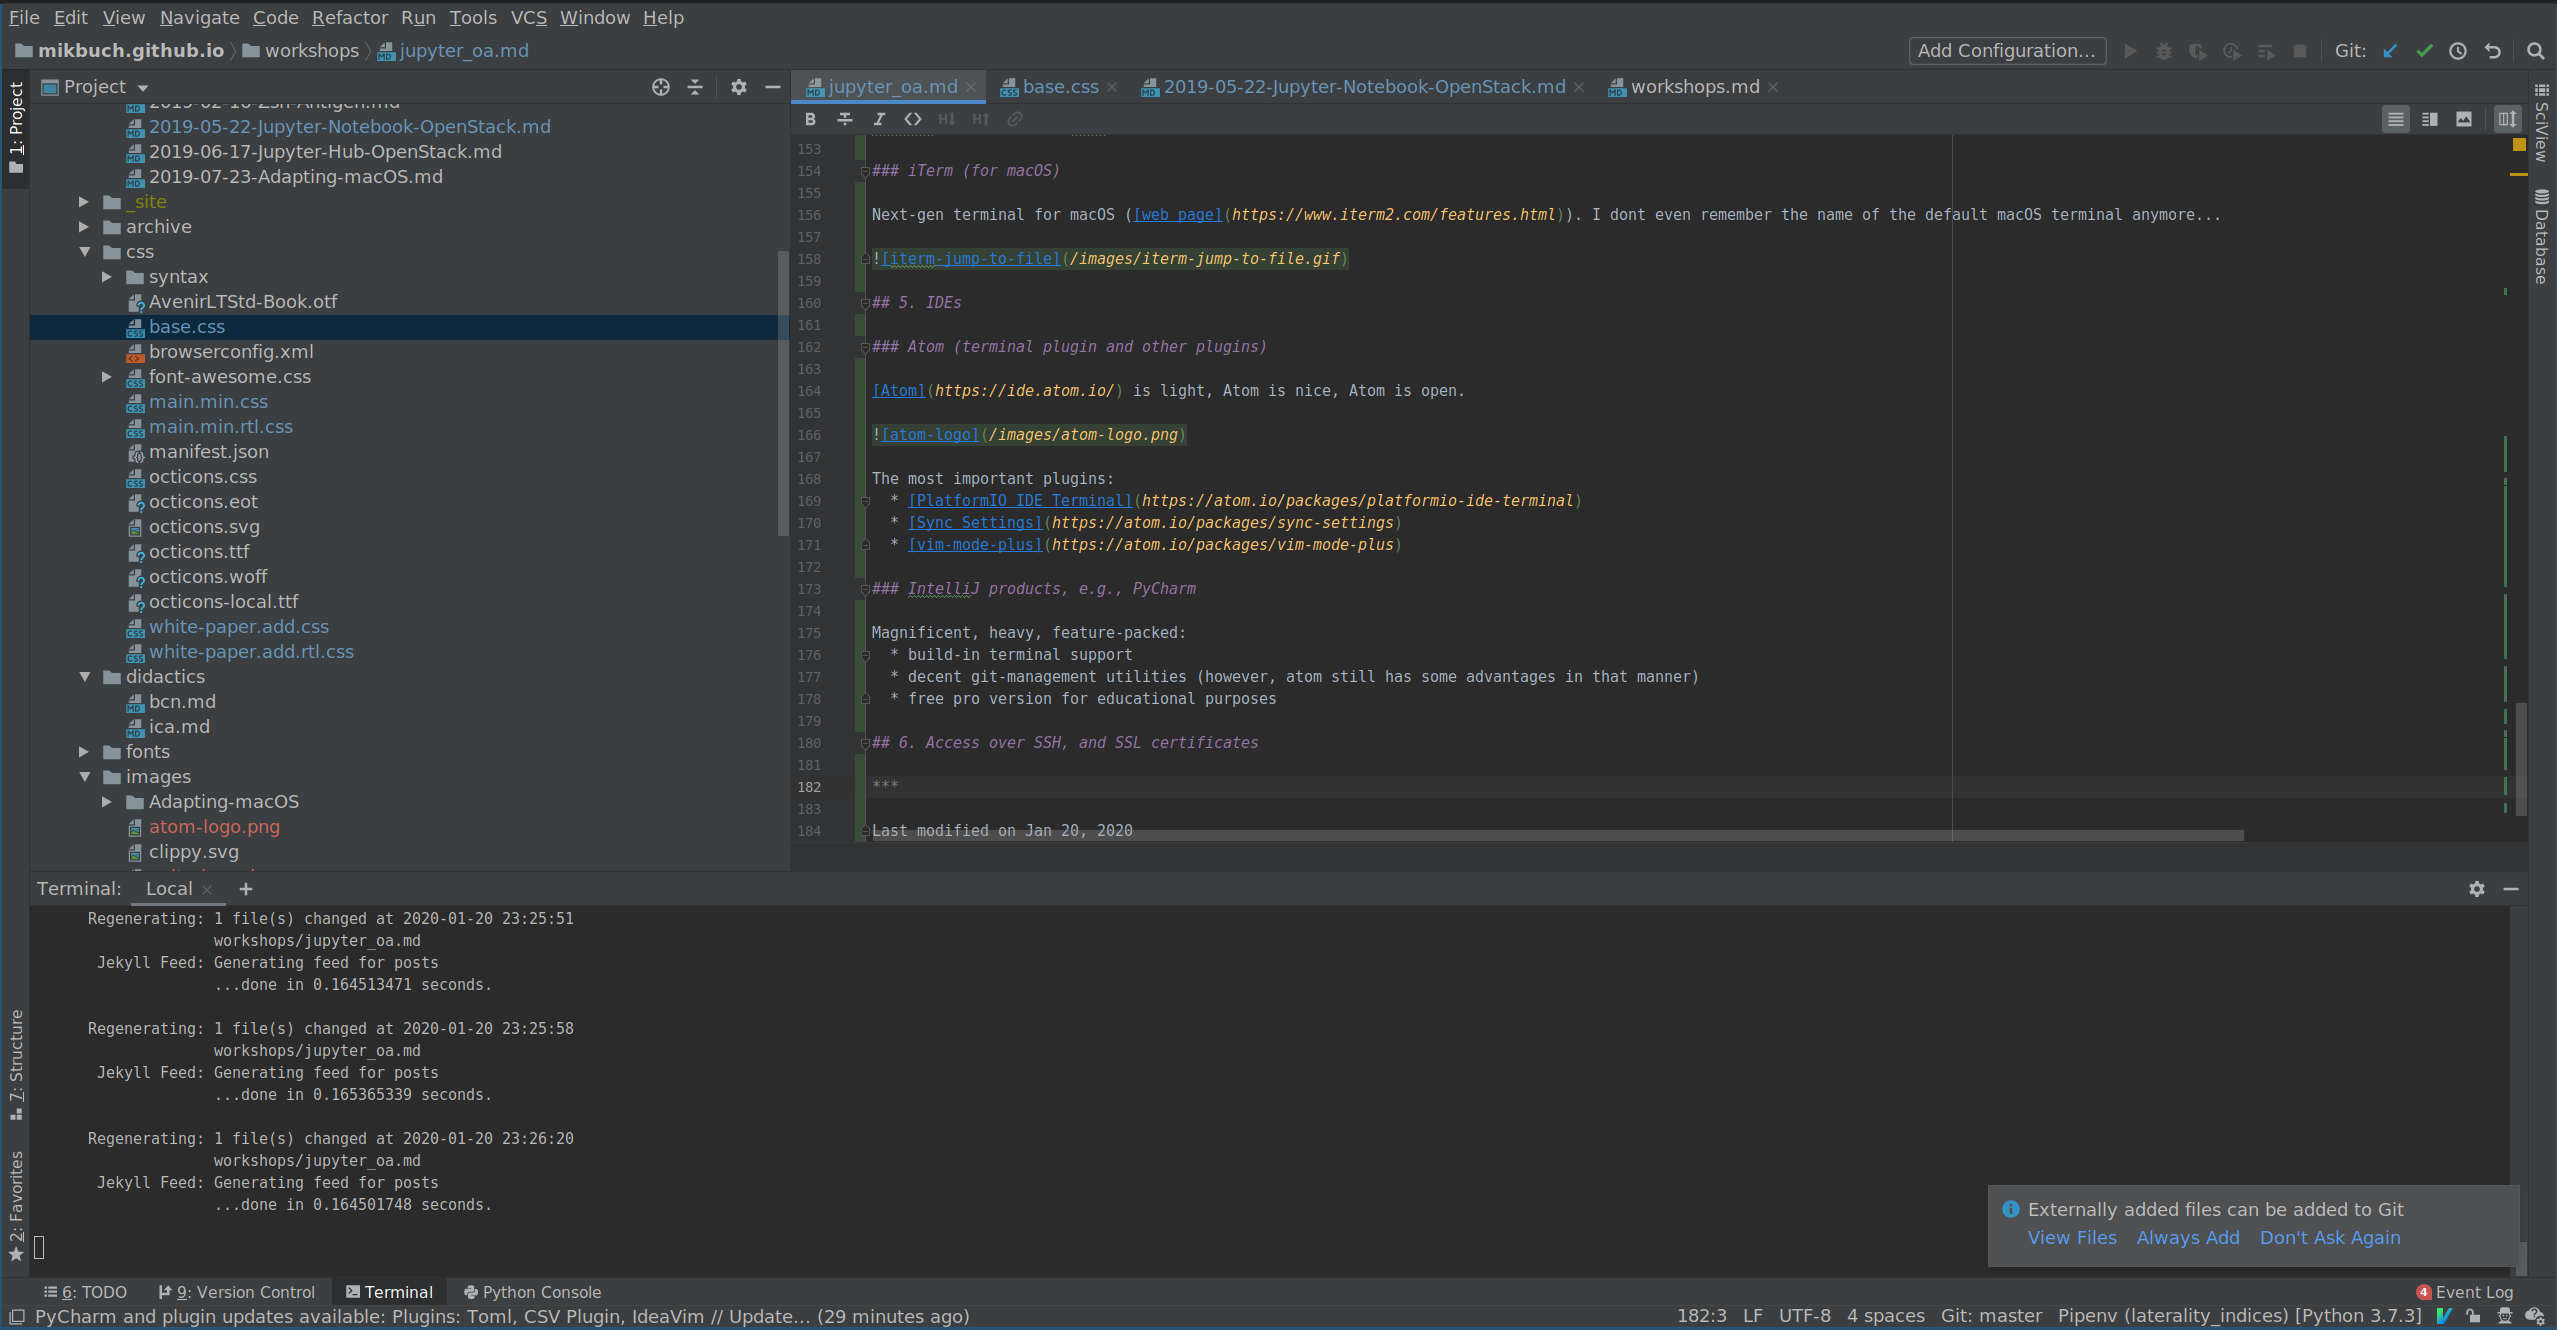 File Edit View Navigate Code Refactor Run Tools VCS Window Help
mikbuch.github.io workshops jupyter_oa.md
Add Configuration... Git:
1: Project
Project
jupyter_oa.md base.css 2019-05-22-Jupyter-Notebook-OpenStack.md workshops.md
2019-02-18-Zsh-Antigen.md
2019-05-22-Jupyter-Notebook-OpenStack.md
2019-06-17-Jupyter-Hub-OpenStack.md
2019-07-23-Adapting-macOS.md
_site
archive
css
syntax
AvenirLTStd-Book.otf
base.css
browserconfig.xml
font-awesome.css
main.min.css
main.min.rtl.css
manifest.json
octicons.css
octicons.eot
octicons.svg
octicons.ttf
octicons.woff
octicons-local.ttf
white-paper.add.css
white-paper.add.rtl.css
didactics
bcn.md
ica.md
fonts
images
Adapting-macOS
atom-logo.png
clippy.svg
B I <> H↓ H↑
153
154 ### iTerm (for macOS)
155
156 Next-gen terminal for macOS ([web page](https://www.iterm2.com/features.html)). I dont even remember the name of the default macOS terminal anymore...
157
158 ![iterm-jump-to-file](/images/iterm-jump-to-file.gif)
159
160 ## 5. IDEs
161
162 ### Atom (terminal plugin and other plugins)
163
164 [Atom](https://ide.atom.io/) is light, Atom is nice, Atom is open.
165
166 ![atom-logo](/images/atom-logo.png)
167
168 The most important plugins:
169 * [PlatformIO IDE Terminal](https://atom.io/packages/platformio-ide-terminal)
170 * [Sync Settings](https://atom.io/packages/sync-settings)
171 * [vim-mode-plus](https://atom.io/packages/vim-mode-plus)
172
173 ### IntelliJ products, e.g., PyCharm
174
175 Magnificent, heavy, feature-packed:
176 * build-in terminal support
177 * decent git-management utilities (however, atom still has some advantages in that manner)
178 * free pro version for educational purposes
179
180 ## 6. Access over SSH, and SSL certificates
181
182 ***
183
184 Last modified on Jan 20, 2020
SciView
Database
Terminal: Local +
Regenerating: 1 file(s) changed at 2020-01-20 23:25:51
workshops/jupyter_oa.md
Jekyll Feed: Generating feed for posts
...done in 0.164513471 seconds.
Regenerating: 1 file(s) changed at 2020-01-20 23:25:58
workshops/jupyter_oa.md
Jekyll Feed: Generating feed for posts
...done in 0.165365339 seconds.
Regenerating: 1 file(s) changed at 2020-01-20 23:26:20
workshops/jupyter_oa.md
Jekyll Feed: Generating feed for posts
...done in 0.164501748 seconds.
7: Structure
2: Favorites
Externally added files can be added to Git
View Files Always Add Don't Ask Again
6: TODO 9: Version Control Terminal Python Console 4 Event Log
PyCharm and plugin updates available: Plugins: Toml, CSV Plugin, IdeaVim // Update... (29 minutes ago) 182:3 LF UTF-8 4 spaces Git: master Pipenv (laterality_indices) [Python 3.7.3]